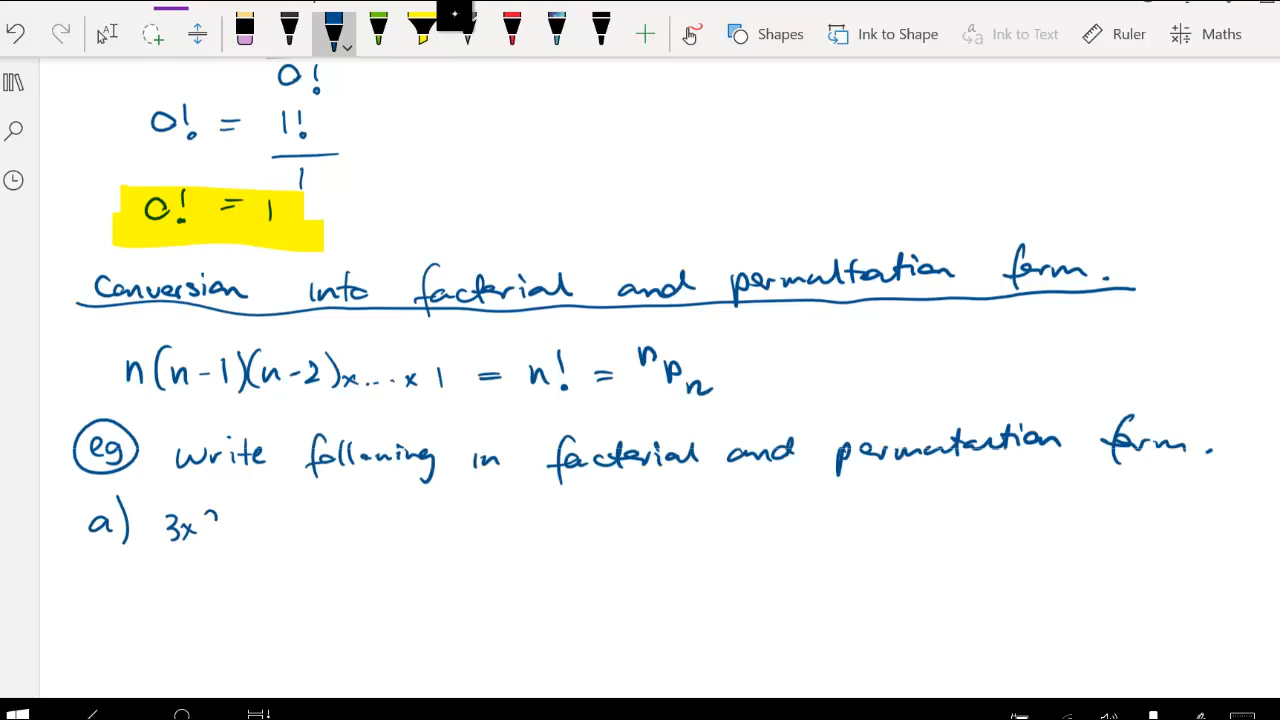 Ink to Shape Ink to Text Ruler Maths
Shapes
0!
0! = 1!
1
0! = 1
Conversion into factorial and permultation form.
n(n-1)(n-2)x...x 1 = n! = ⁿPₙ
eg Write following in factorial and permutation form.
a) 3x